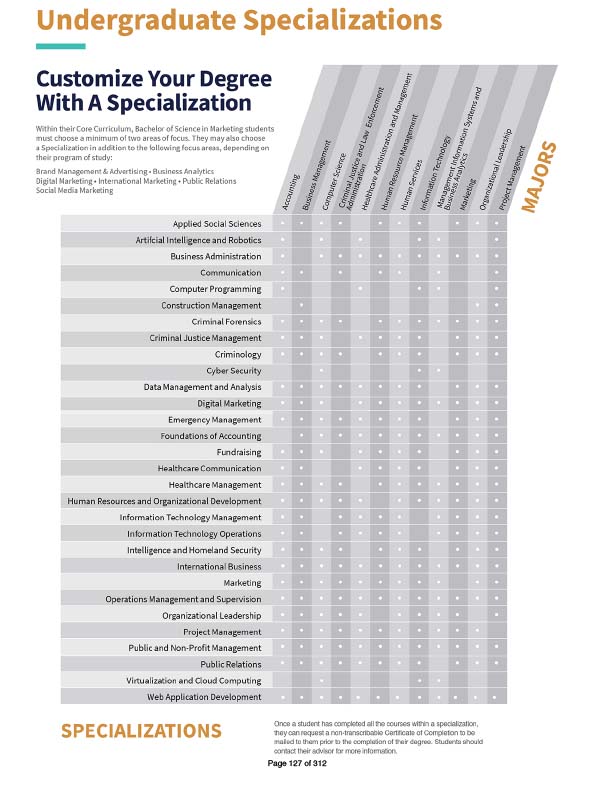 Undergraduate Specializations
Customize Your Degree
With A Specialization
Within their Core Curriculum, Bachelor of Science in Marketing students
must choose a minimum of two areas of focus. They may also choose
a Specialization in addition to the following focus areas, depending on
their program of study:
Brand Management & Advertising • Business Analytics
Digital Marketing • International Marketing • Public Relations
Social Media Marketing
Accounting
Business Management
Computer Science
Criminal Justice and Law Enforcement
Administration
Healthcare Administration and Management
Human Resource Management
Human Services
Information Technology
Management Information Systems and
Business Analytics
Marketing
Organizational Leadership
Project Management
MAJORS
Applied Social Sciences
Artifcial Intelligence and Robotics
Business Administration
Communication
Computer Programming
Construction Management
Criminal Forensics
Criminal Justice Management
Criminology
Cyber Security
Data Management and Analysis
Digital Marketing
Emergency Management
Foundations of Accounting
Fundraising
Healthcare Communication
Healthcare Management
Human Resources and Organizational Development
Information Technology Management
Information Technology Operations
Intelligence and Homeland Security
International Business
Marketing
Operations Management and Supervision
Organizational Leadership
Project Management
Public and Non-Profit Management
Public Relations
Virtualization and Cloud Computing
Web Application Development
SPECIALIZATIONS
Once a student has completed all the courses within a specialization,
they can request a non-transcribable Certificate of Completion to be
mailed to them prior to the completion of their degree. Students should
contact their advisor for more information.
Page 127 of 312